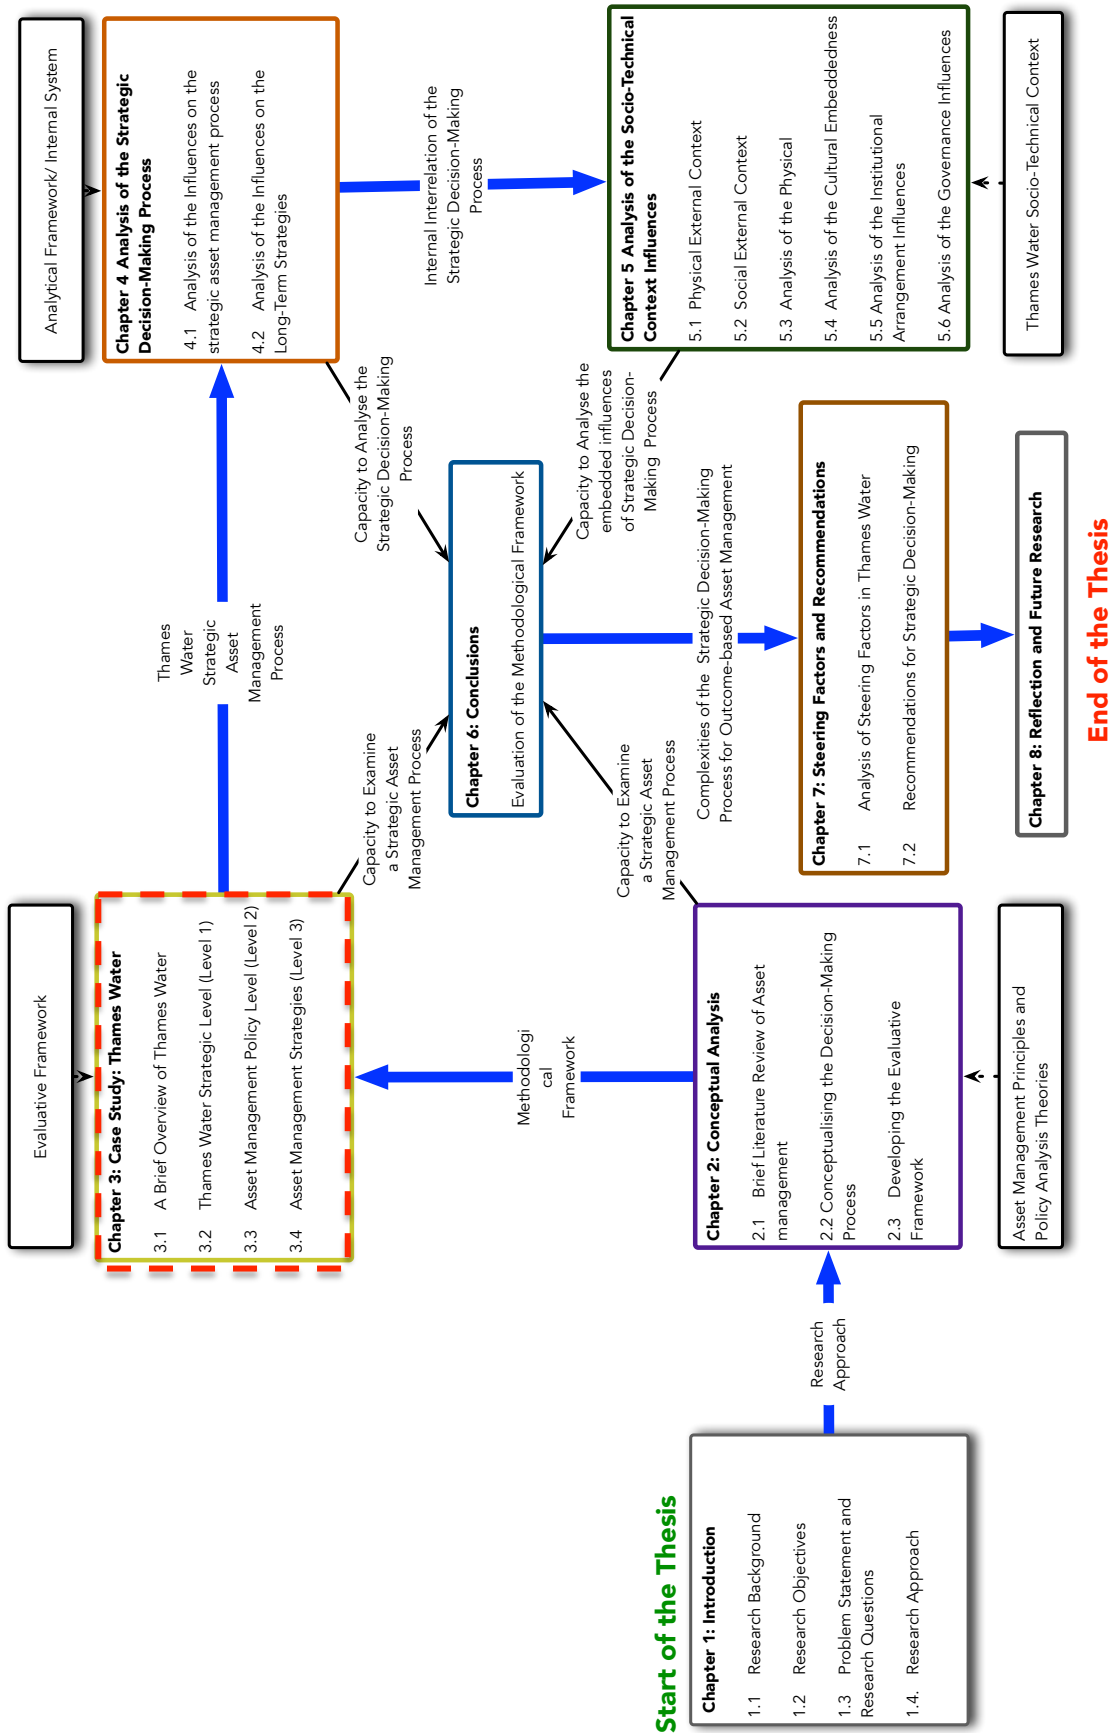 Start of the Thesis
Chapter 1: Introduction
1.1 Research Background
1.2 Research Objectives
1.3 Problem Statement and
Research Questions
1.4. Research Approach
Research
Approach
Chapter 2: Conceptual Analysis
2.1 Brief Literature Review of Asset
management
2.2 Conceptualising the Decision-Making
Process
2.3 Developing the Evaluative
Framework
Asset Management Principles and
Policy Analysis Theories
Methodologi
cal
Framework
Evaluative Framework
Chapter 3: Case Study: Thames Water
3.1 A Brief Overview of Thames Water
3.2 Thames Water Strategic Level (Level 1)
3.3 Asset Management Policy Level (Level 2)
3.4 Asset Management Strategies (Level 3)
Thames
Water
Strategic
Asset
Management
Process
Capacity to Examine
a Strategic Asset
Management Process
Capacity to Examine
a Strategic Asset
Management Process
Analytical Framework/ Internal System
Chapter 4 Analysis of the Strategic
Decision-Making Process
4.1 Analysis of the Influences on the
strategic asset management process
4.2 Analysis of the Influences on the
Long-Term Strategies
Capacity to Analyse the
Strategic Decision-Making
Process
Internal Interrelation of the
Strategic Decision-Making
Process
Chapter 5 Analysis of the Socio-Technical
Context Influences
5.1 Physical External Context
5.2 Social External Context
5.3 Analysis of the Physical
5.4 Analysis of the Cultural Embeddedness
5.5 Analysis of the Institutional
Arrangement Influences
5.6 Analysis of the Governance Influences
Thames Water Socio-Technical Context
Capacity to Analyse the
embedded influences
of Strategic Decision-
Making Process
Chapter 6: Conclusions
Evaluation of the Methodological Framework
Complexities of the Strategic Decision-Making
Process for Outcome-based Asset Management
Chapter 7: Steering Factors and Recommendations
7.1 Analysis of Steering Factors in Thames Water
7.2 Recommendations for Strategic Decision-Making
Chapter 8: Reflection and Future Research
End of the Thesis